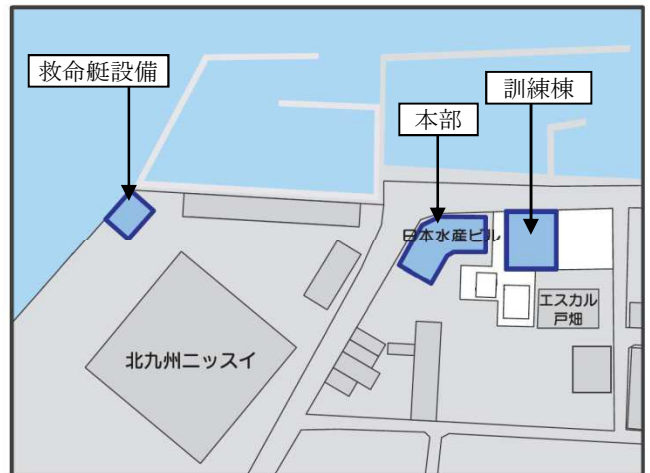 救命艇設備
訓練棟
本部
日本水産ビル
エスカル
戸畑
北九州ニッスイ